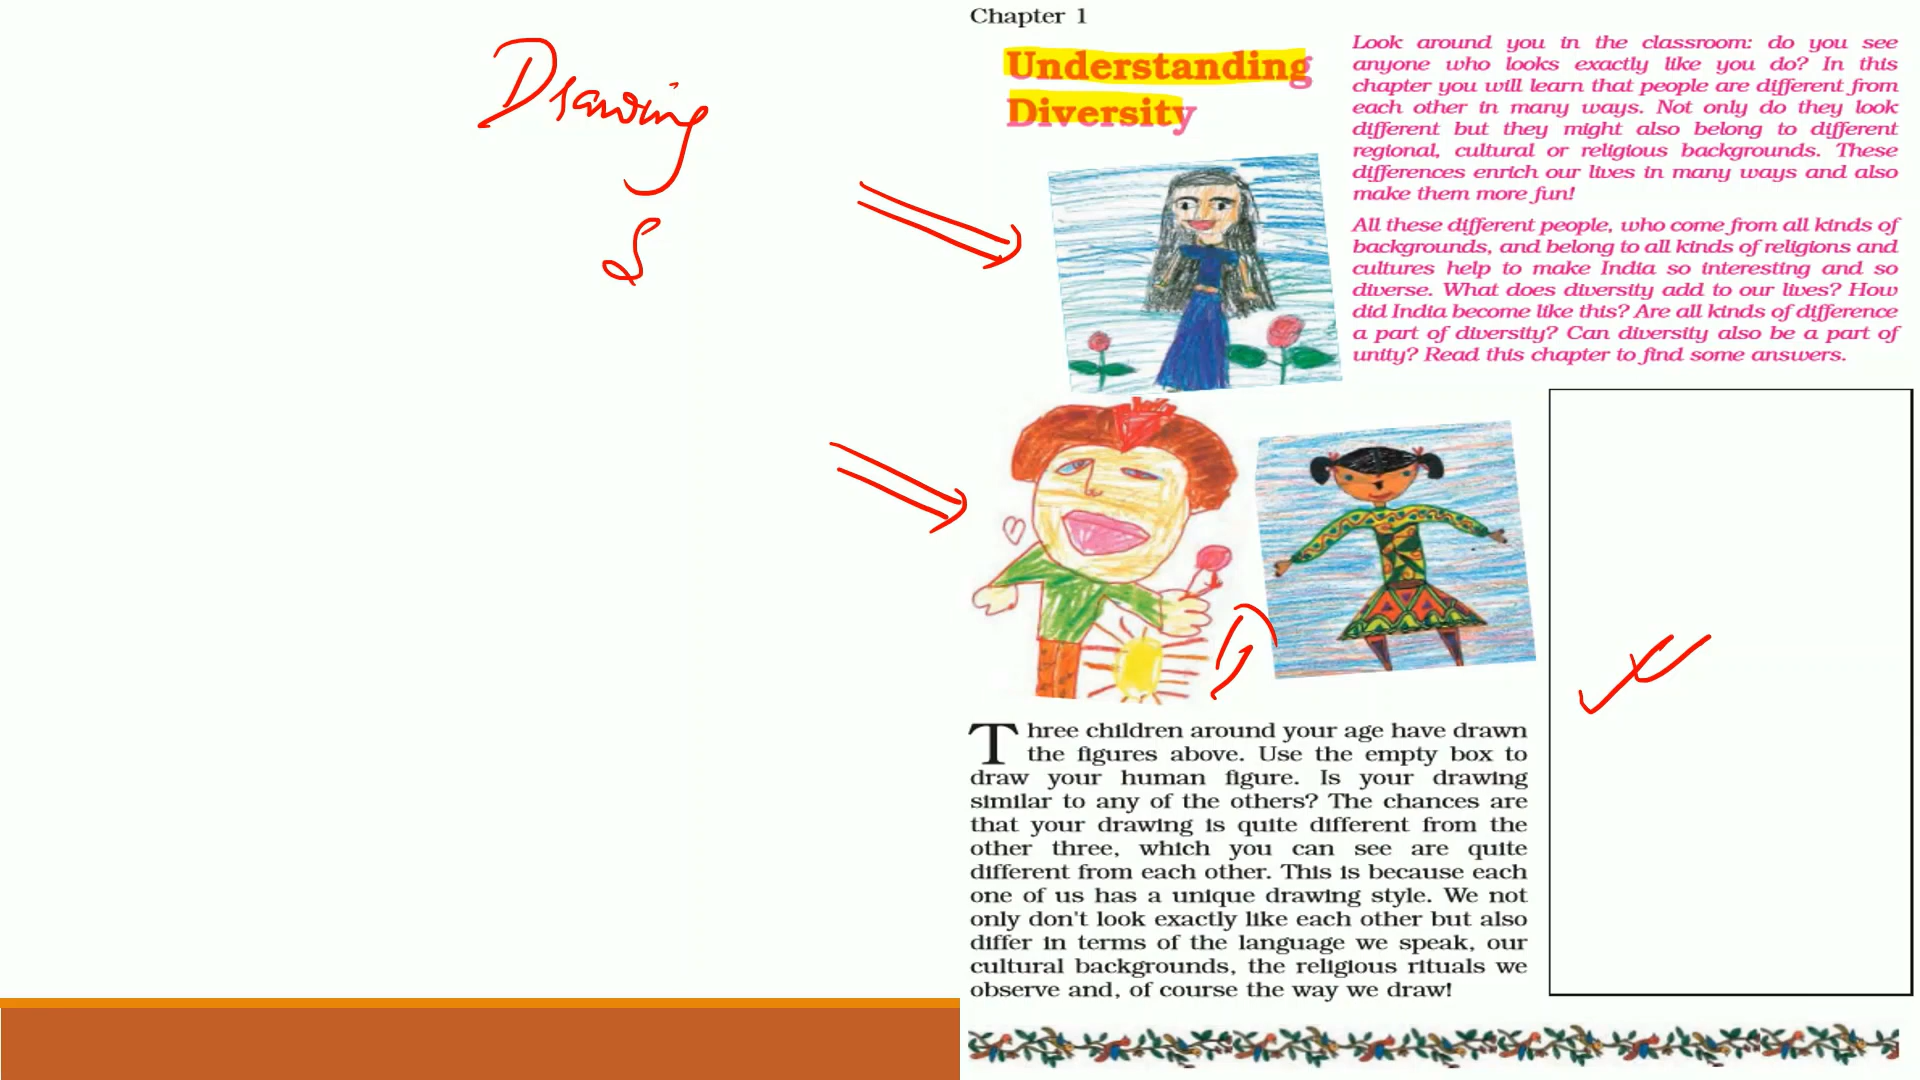 Drawing
Chapter 1
Understanding
Diversity
Look around you in the classroom: do you see
anyone who looks exactly like you do? In this
chapter you will learn that people are different from
each other in many ways. Not only do they look
different but they might also belong to different
regional, cultural or religious backgrounds. These
differences enrich our lives in many ways and also
make them more fun!
All these different people, who come from all kinds of
backgrounds, and belong to all kinds of religions and
cultures help to make India so interesting and so
diverse. What does diversity add to our lives? How
did India become like this? Are all kinds of difference
a part of diversity? Can diversity also be a part of
unity? Read this chapter to find some answers.
Three children around your age have drawn
the figures above. Use the empty box to
draw your human figure. Is your drawing
similar to any of the others? The chances are
that your drawing is quite different from the
other three, which you can see are quite
different from each other. This is because each
one of us has a unique drawing style. We not
only don't look exactly like each other but also
differ in terms of the language we speak, our
cultural backgrounds, the religious rituals we
observe and, of course the way we draw!